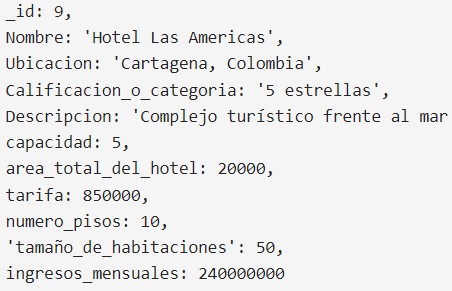 _id: 9,
Nombre: 'Hotel Las Americas',
Ubicacion: 'Cartagena, Colombia',
Calificacion_o_categoria: '5 estrellas',
Descripcion: 'Complejo turístico frente al mar
capacidad: 5,
area_total_del_hotel: 20000,
tarifa: 850000,
numero_pisos: 10,
'tamaño_de_habitaciones': 50,
ingresos_mensuales: 240000000